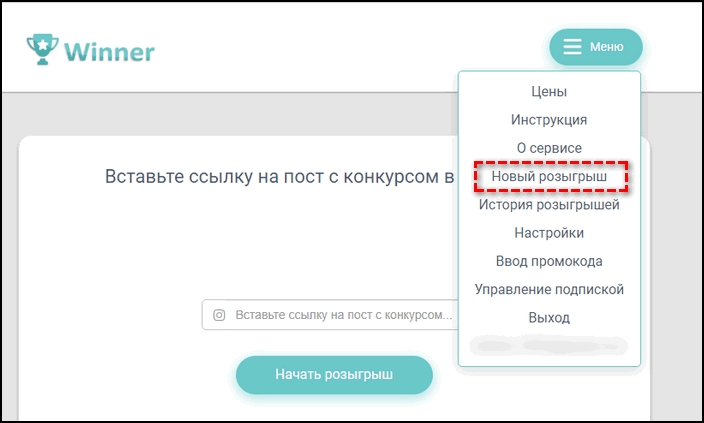 Winner
Меню
Цены
Инструкция
О сервисе
Новый розыгрыш
История розыгрышей
Настройки
Ввод промокода
Управление подпиской
Выход
Вставьте ссылку на пост с конкурсом в
Вставьте ссылку на пост с конкурсом...
Начать розыгрыш